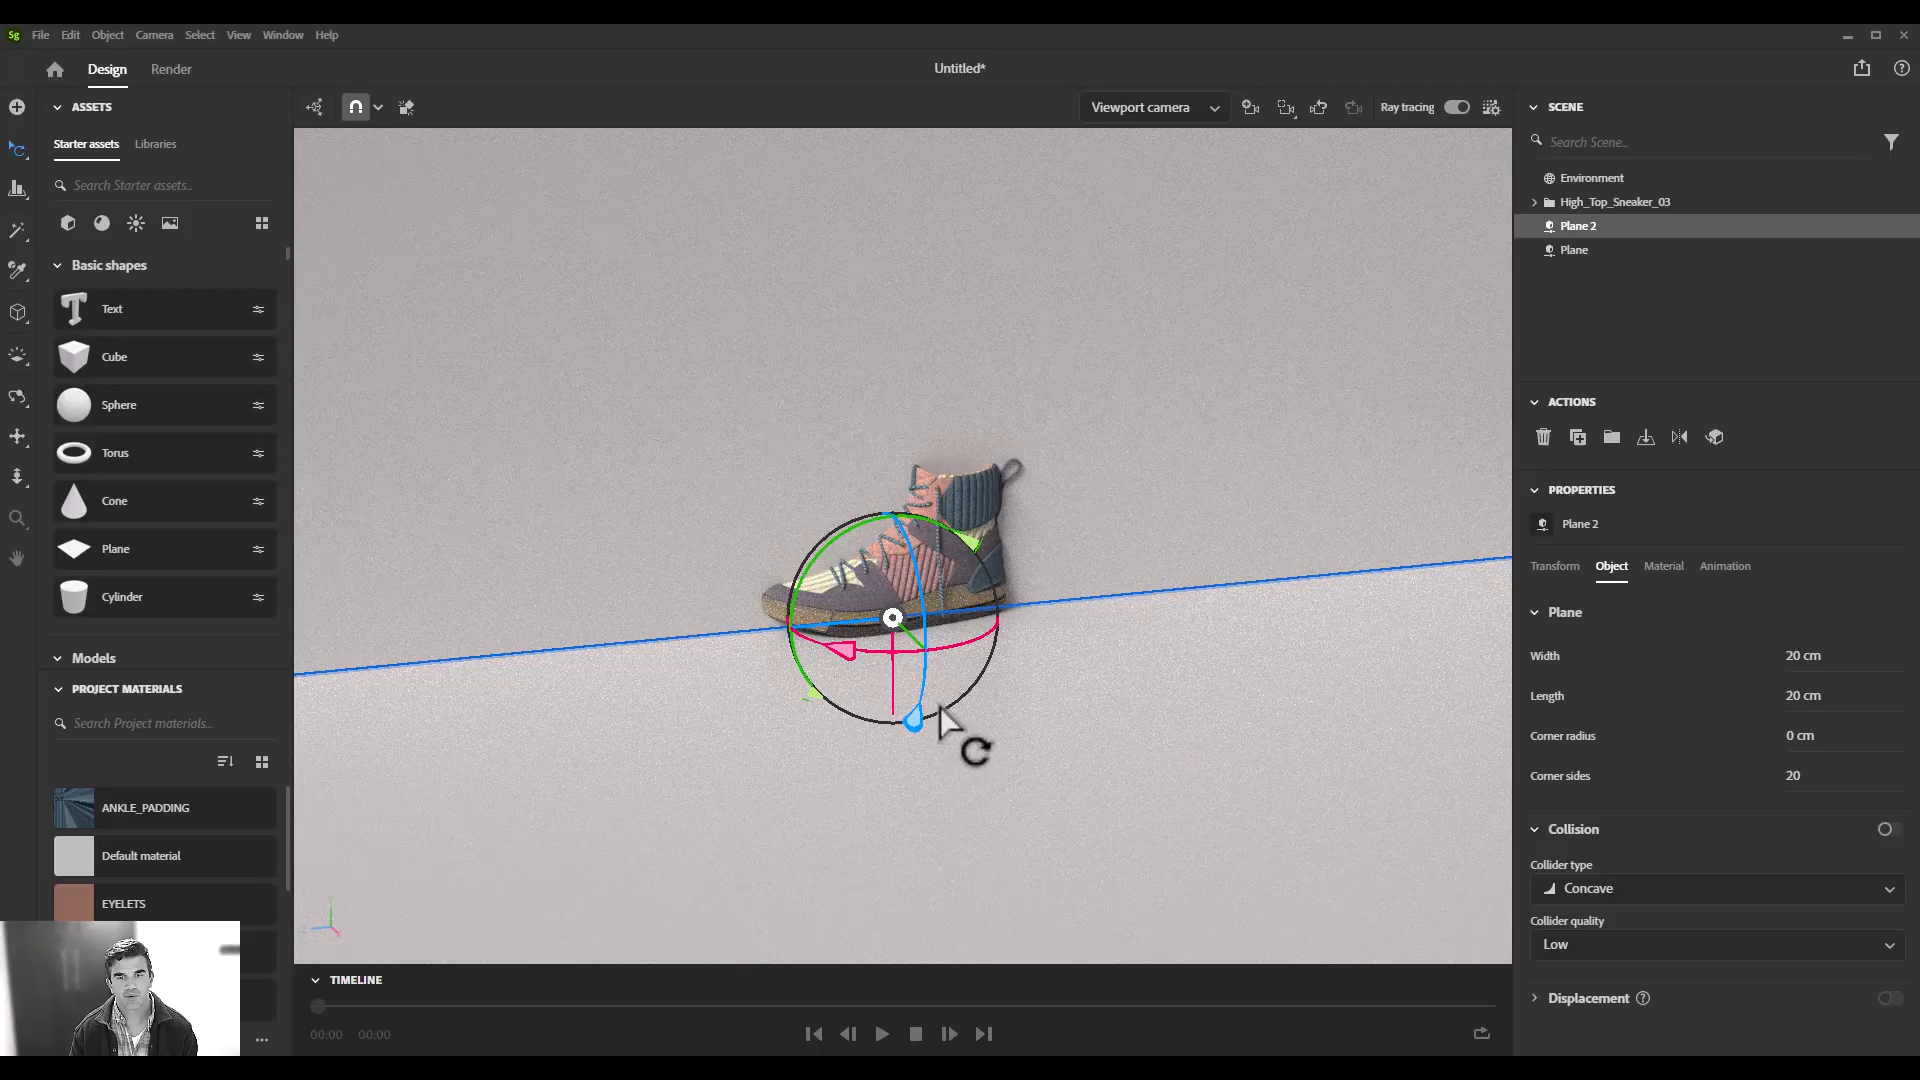 Sg File Edit Object Camera Select View Window Help
Design Render Untitled*
ASSETS
Starter assets Libraries
Search Starter assets...
Basic shapes
Text
Cube
Sphere
Torus
Cone
Plane
Cylinder
Models
PROJECT MATERIALS
Search Project materials...
ANKLE_PADDING
Default material
EYELETS
Viewport camera Ray tracing
TIMELINE
00:00 00:00
SCENE
Search Scene...
Environment
High_Top_Sneaker_03
Plane 2
Plane
ACTIONS
PROPERTIES
Plane 2
Transform Object Material Animation
Plane
Width 20 cm
Length 20 cm
Corner radius 0 cm
Corner sides 20
Collision
Collider type
Concave
Collider quality
Low
Displacement